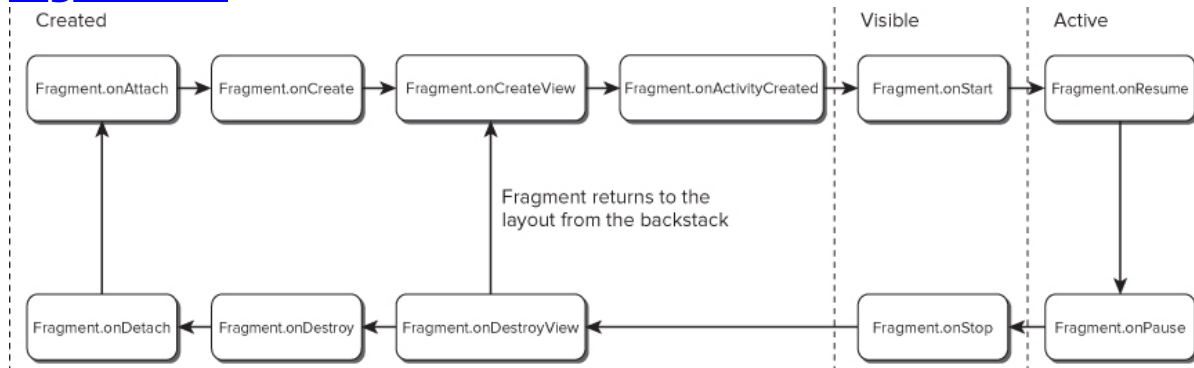 Created
Visible
Active
Fragment.onAttach
Fragment.onCreate
Fragment.onCreateView
Fragment.onActivityCreated
Fragment.onStart
Fragment.onResume
Fragment returns to the
layout from the backstack
Fragment.onDetach
Fragment.onDestroy
Fragment.onDestroyView
Fragment.onStop
Fragment.onPause